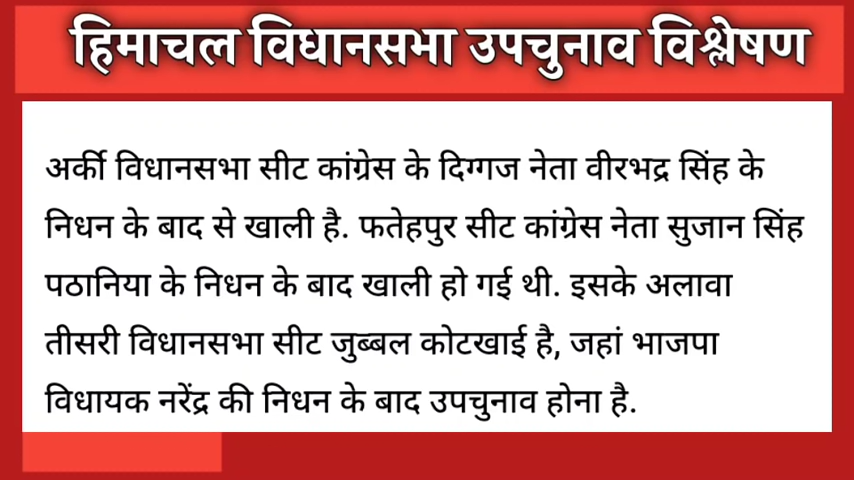 हिमाचल विधानसभा उपचुनाव विश्लेषण
अर्की विधानसभा सीट कांग्रेस के दिग्गज नेता वीरभद्र सिंह के
निधन के बाद से खाली है. फतेहपुर सीट कांग्रेस नेता सुजान सिंह
पठानिया के निधन के बाद खाली हो गई थी. इसके अलावा
तीसरी विधानसभा सीट जुब्बल कोटखाई है, जहां भाजपा
विधायक नरेंद्र की निधन के बाद उपचुनाव होना है.